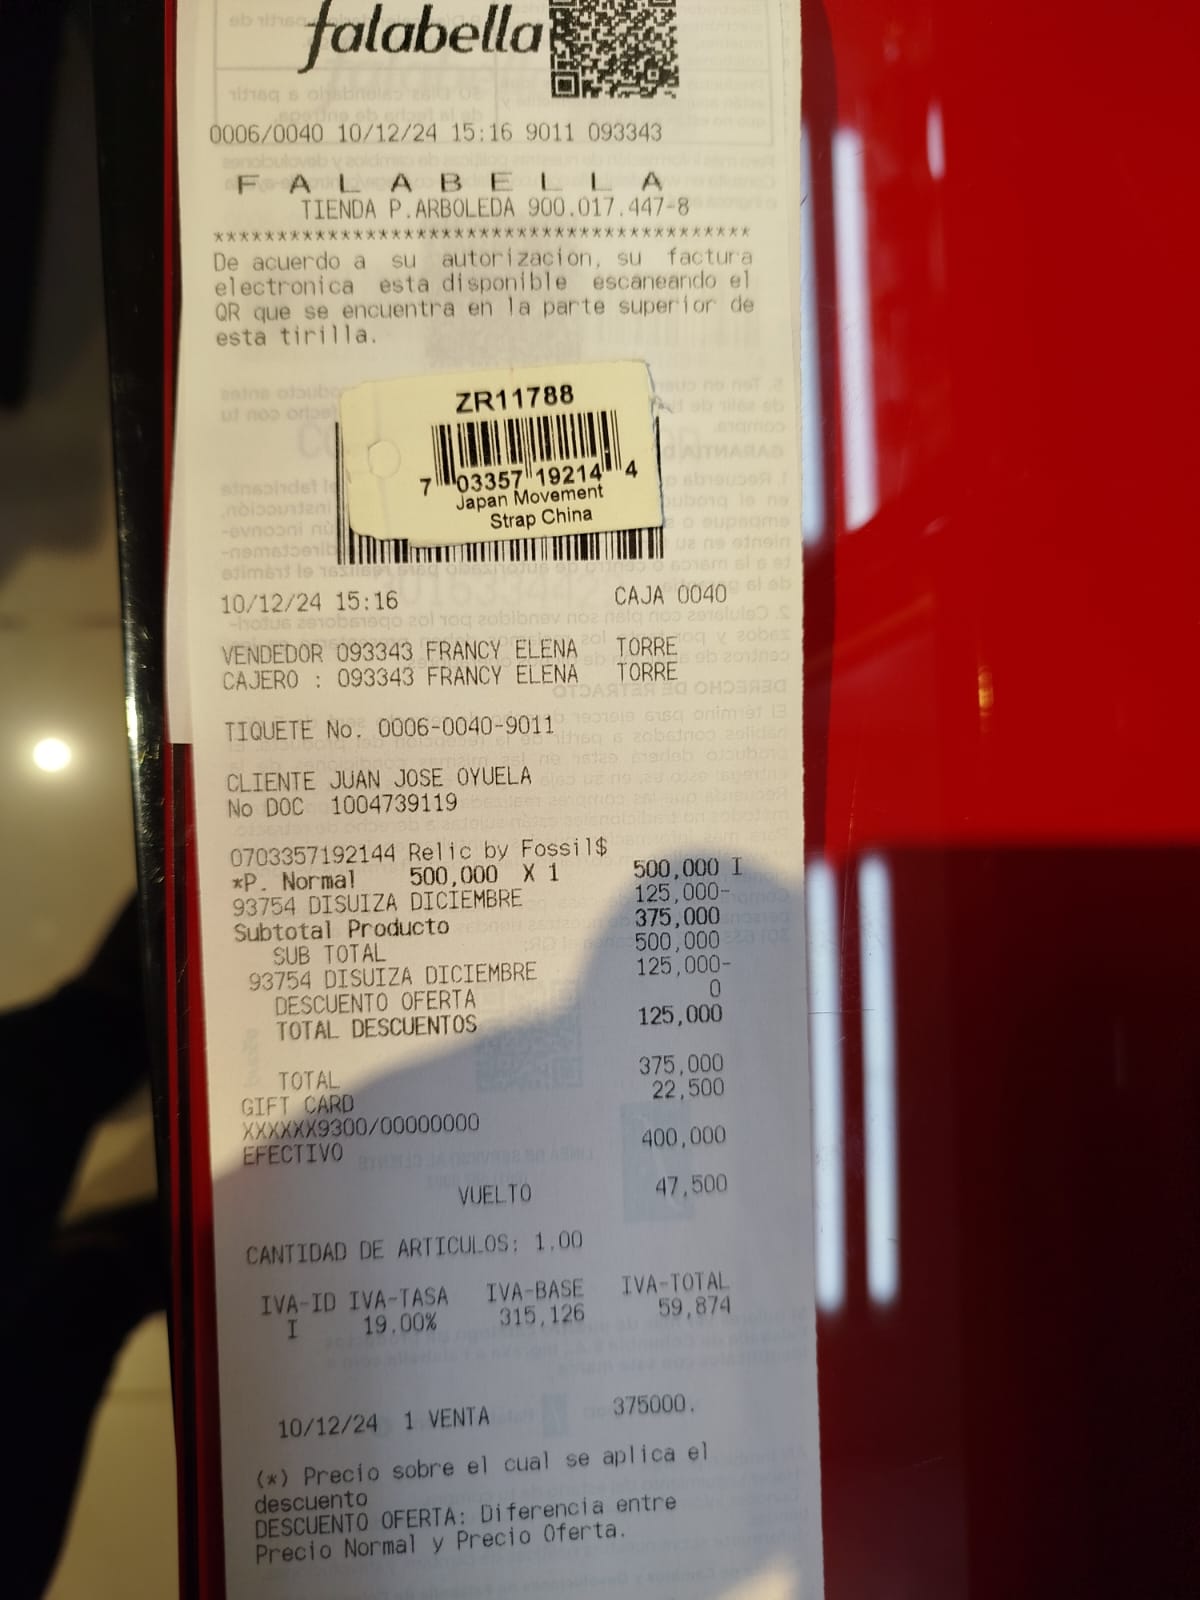 falabella
0006/0040 10/12/24 15:16 9011 093343
F A L A B E L L A
TIENDA P.ARBOLEDA 900.017.447-8
*******************************************
De acuerdo a su autorizacion, su factura
electronica esta disponible escaneando el
QR que se encuentra en la parte superior de
esta tirilla.
ZR11788
7 03357 19214 4
Japan Movement
Strap China
10/12/24 15:16 CAJA 0040
VENDEDOR 093343 FRANCY ELENA TORRE
CAJERO : 093343 FRANCY ELENA TORRE
TIQUETE No. 0006-0040-9011
CLIENTE JUAN JOSE OYUELA
No DOC 1004739119
0703357192144 Relic by Fossil$
*P. Normal 500,000 X 1 500,000 I
93754 DISUIZA DICIEMBRE 125,000-
Subtotal Producto 375,000
SUB TOTAL 500,000
93754 DISUIZA DICIEMBRE 125,000-
DESCUENTO OFERTA 0
TOTAL DESCUENTOS 125,000
TOTAL 375,000
GIFT CARD 22,500
XXXXXX9300/00000000
EFECTIVO 400,000
VUELTO 47,500
CANTIDAD DE ARTICULOS: 1.00
IVA-ID IVA-TASA IVA-BASE IVA-TOTAL
I 19.00% 315,126 59,874
10/12/24 1 VENTA 375000.
(*) Precio sobre el cual se aplica el
descuento
DESCUENTO OFERTA: Diferencia entre
Precio Normal y Precio Oferta.